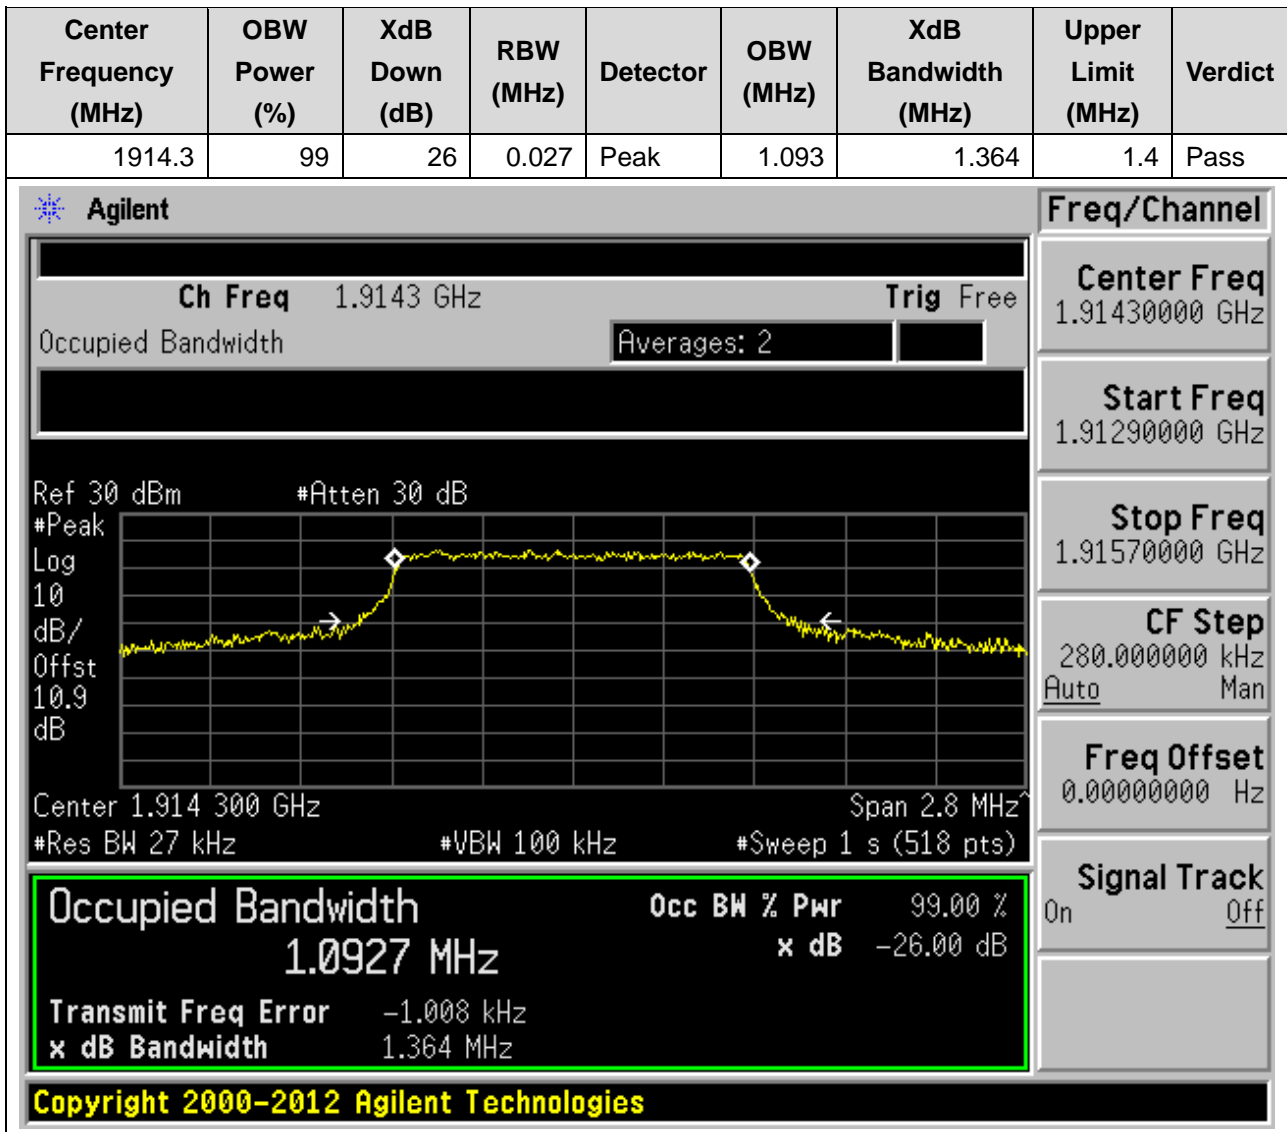 Center Frequency (MHz) OBW Power (%) XdB Down (dB) RBW (MHz) Detector OBW (MHz) XdB Bandwidth (MHz) Upper Limit (MHz) Verdict
1914.3 99 26 0.027 Peak 1.093 1.364 1.4 Pass
Agilent
Freq/Channel
Ch Freq 1.9143 GHz Trig Free
Occupied Bandwidth Averages: 2
Center Freq
1.91430000 GHz
Start Freq
1.91290000 GHz
Stop Freq
1.91570000 GHz
CF Step
280.000000 kHz
Auto Man
Freq Offset
0.00000000 Hz
Signal Track
On Off
Ref 30 dBm #Atten 30 dB
#Peak
Log
10
dB/
Offst
10.9
dB
Center 1.914 300 GHz Span 2.8 MHz^
#Res BW 27 kHz #VBW 100 kHz #Sweep 1 s (518 pts)
Occupied Bandwidth Occ BW % Pwr 99.00 %
1.0927 MHz x dB -26.00 dB
Transmit Freq Error -1.008 kHz
x dB Bandwidth 1.364 MHz
Copyright 2000-2012 Agilent Technologies